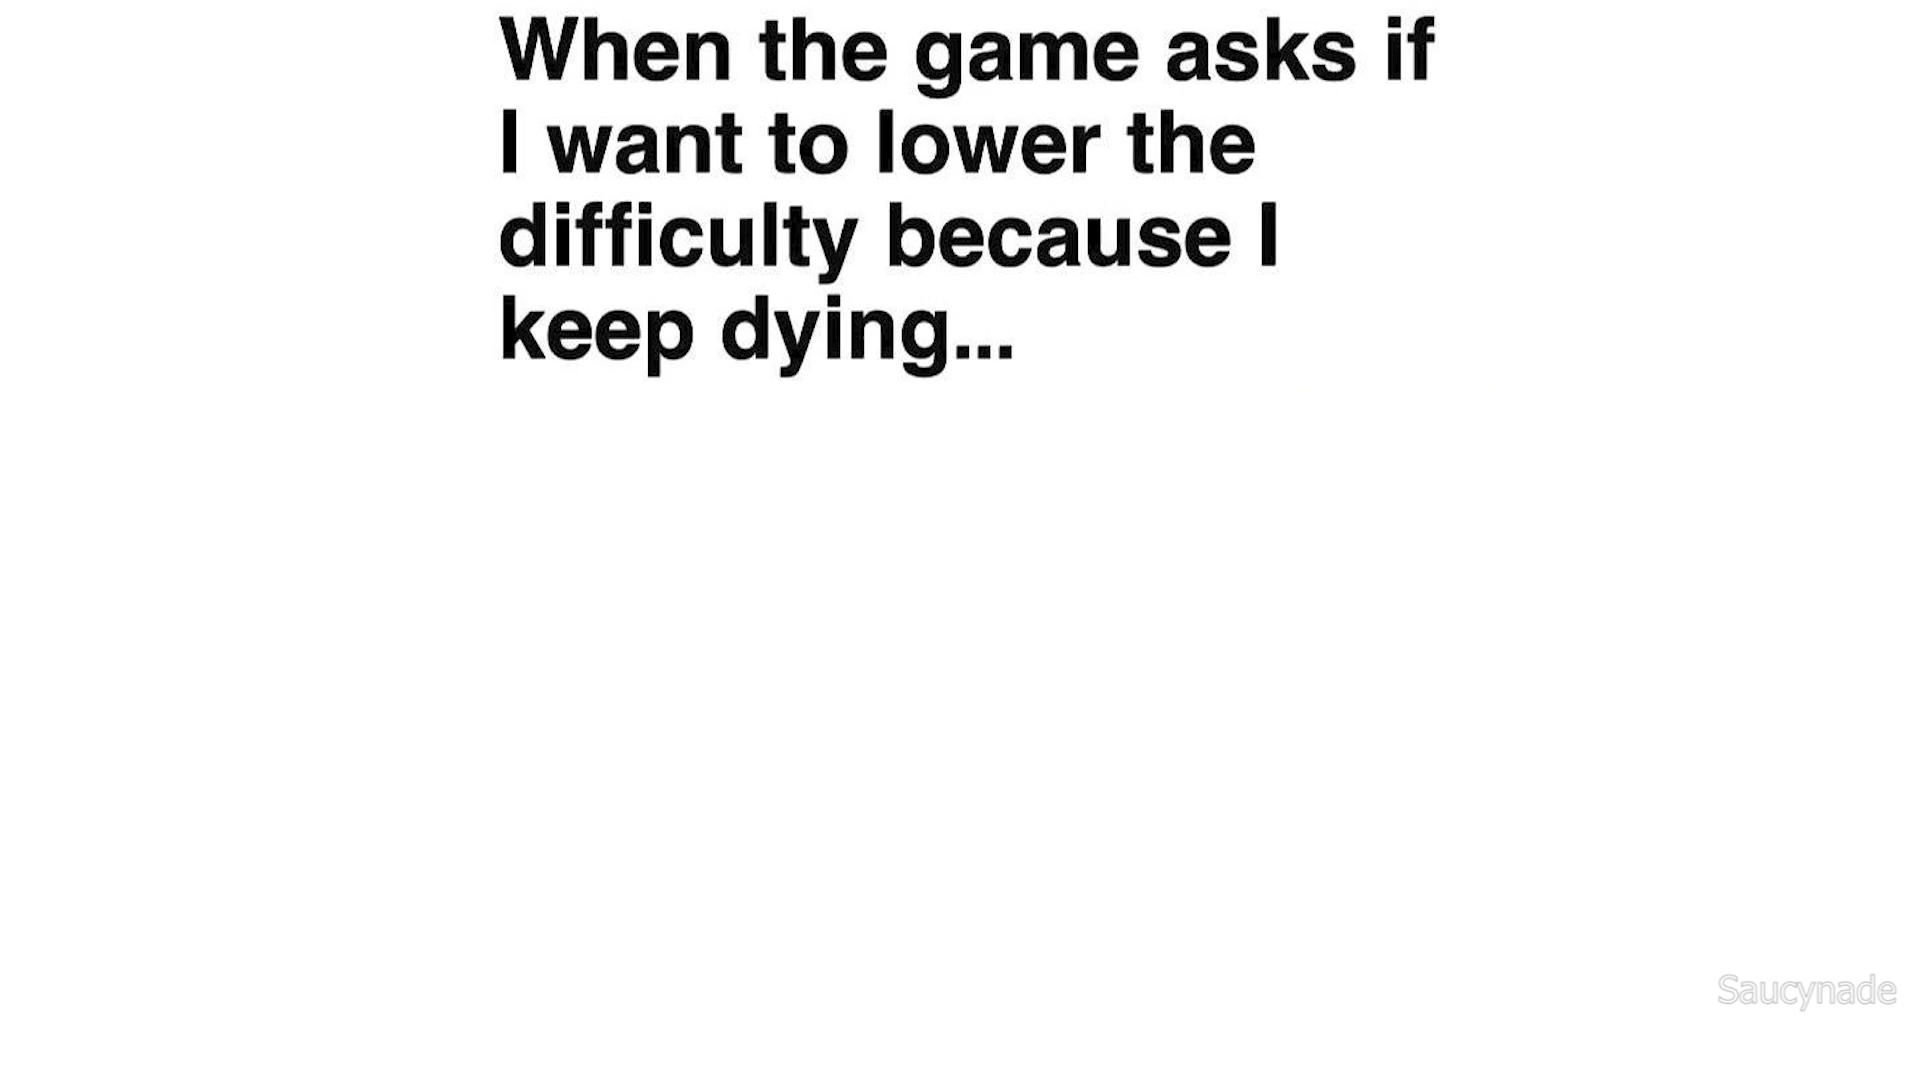 When the game asks if
I want to lower the
difficulty because I
keep dying...
Saucynade